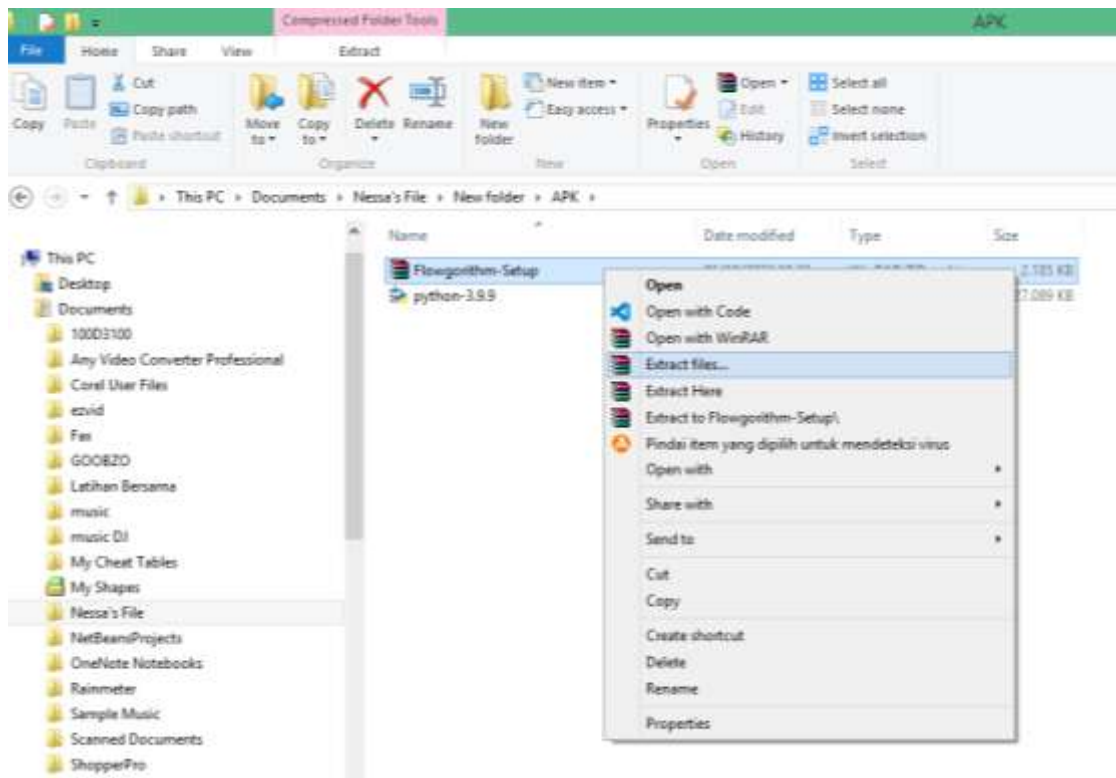 Compressed Folder Tools
APK
File Home Share View Extract
Cut
Copy path
Paste shortcut
Copy Paste
Move to
Copy to
Delete Rename
New folder
New item
Easy access
Properties
Open
Edit
History
Select all
Select none
Invert selection
Clipboard Organize New Open Select
This PC Documents Nessa's File New folder APK
Name Date modified Type Size
Flowgorithm-Setup 2.185 KB
python-3.9.9 27.089 KB
This PC
Desktop
Documents
100D3100
Any Video Converter Professional
Corel User Files
ezvid
Fax
GOOBZO
Latihan Bersama
music
music DJ
My Cheat Tables
My Shapes
Nessa's File
NetBeansProjects
OneNote Notebooks
Rainmeter
Sample Music
Scanned Documents
ShopperPro
Open
Open with Code
Open with WinRAR
Extract files...
Extract Here
Extract to Flowgorithm-Setup\
Pindai item yang dipilih untuk mendeteksi virus
Open with
Share with
Send to
Cut
Copy
Create shortcut
Delete
Rename
Properties